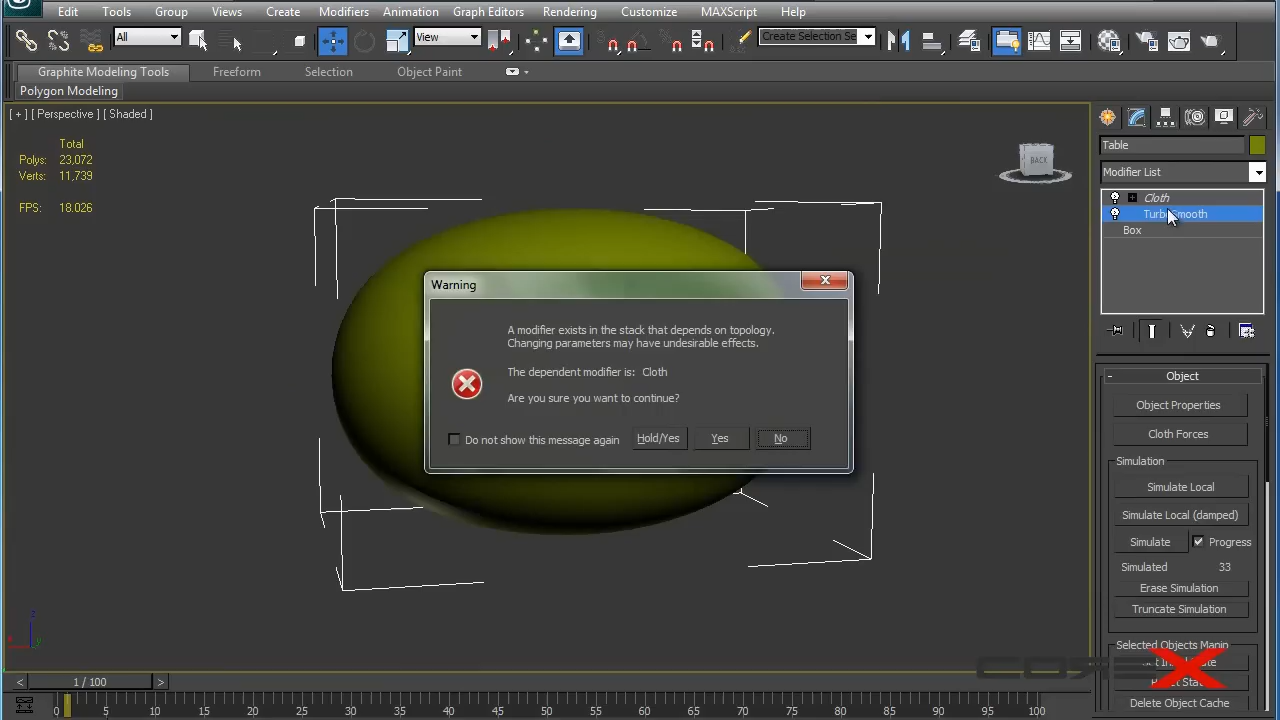 Edit Tools Group Views Create Modifiers Animation Graph Editors Rendering Customize MAXScript Help
All View Create Selection Se
Graphite Modeling Tools Freeform Selection Object Paint
Polygon Modeling
[ + ] [ Perspective ] [ Shaded ]
Total
Polys: 23,072
Verts: 11,739
FPS: 18.026
BACK
Table
Modifier List
Cloth
TurboSmooth
Box
Warning
A modifier exists in the stack that depends on topology.
Changing parameters may have undesirable effects.
The dependent modifier is: Cloth
Are you sure you want to continue?
Do not show this message again Hold/Yes Yes No
- Object
Object Properties
Cloth Forces
Simulation
Simulate Local
Simulate Local (damped)
Simulate Progress
Simulated 33
Erase Simulation
Truncate Simulation
Selected Objects Manip
Delete Object Cache
z
x y
< 1 / 100 >
0 5 10 15 20 25 30 35 40 45 50 55 60 65 70 75 80 85 90 95 100